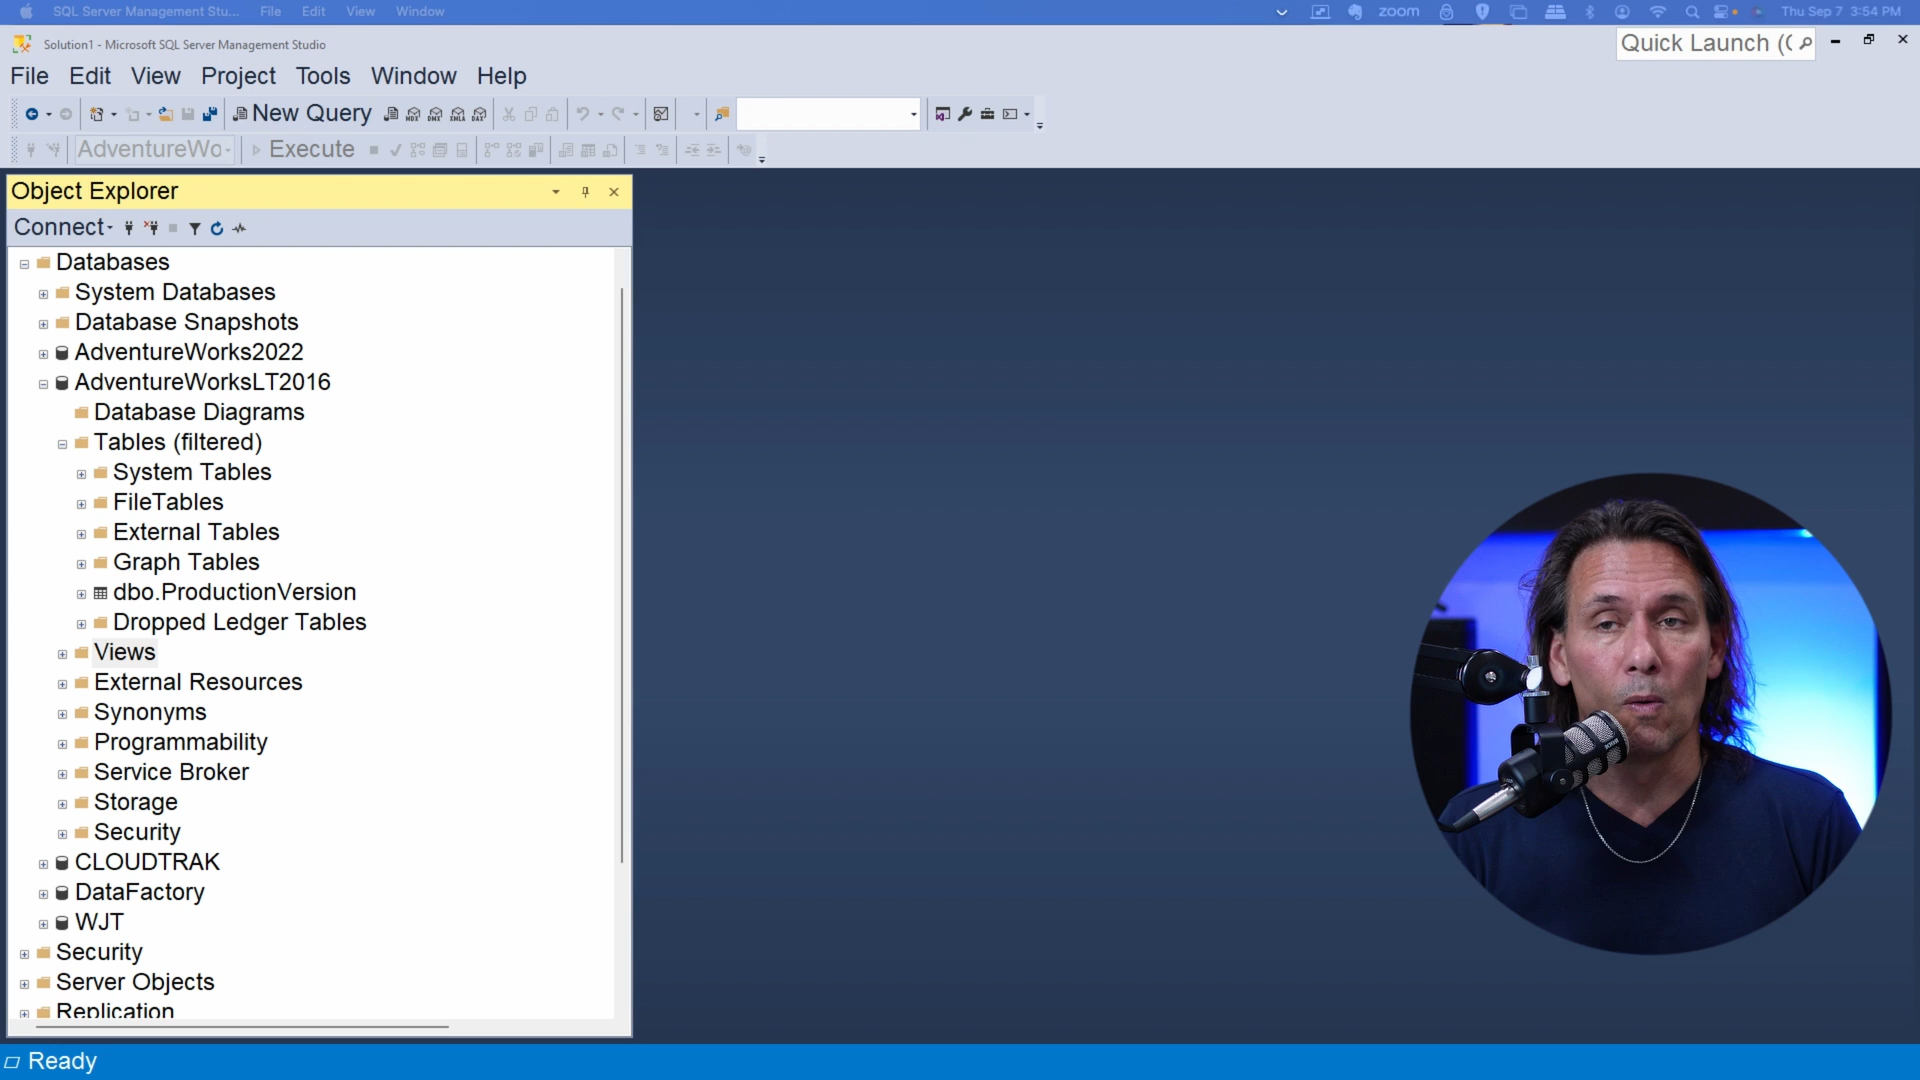 SQL Server Management Stu... File Edit View Window zoom Thu Sep 7 3:54 PM
Solution1 - Microsoft SQL Server Management Studio
Quick Launch (
File Edit View Project Tools Window Help
New Query MDX DMX XMLA DAX
AdventureWo Execute
Object Explorer
Connect
Databases
System Databases
Database Snapshots
AdventureWorks2022
AdventureWorksLT2016
Database Diagrams
Tables (filtered)
System Tables
FileTables
External Tables
Graph Tables
dbo.ProductionVersion
Dropped Ledger Tables
Views
External Resources
Synonyms
Programmability
Service Broker
Storage
Security
CLOUDTRAK
DataFactory
WJT
Security
Server Objects
Replication
Ready